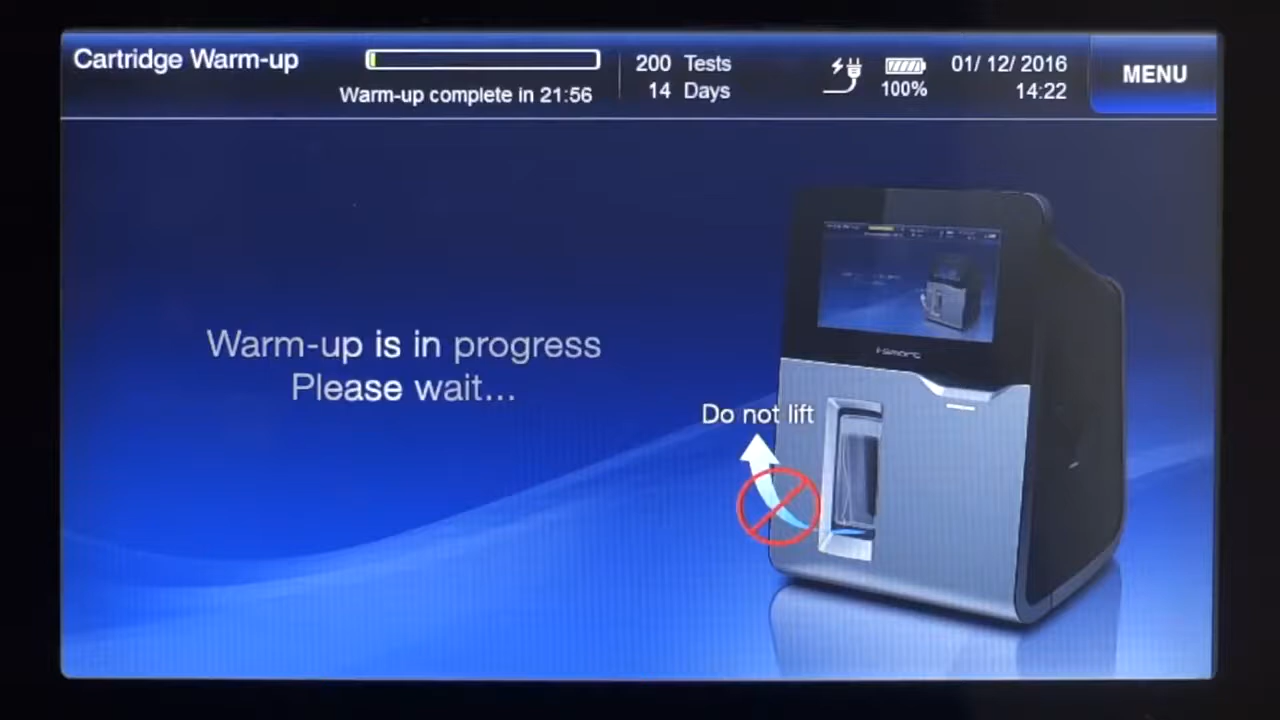 Cartridge Warm-up
Warm-up complete in 21:56
200 Tests
14 Days
100%
01/ 12/ 2016
14:22
MENU
Warm-up is in progress
Please wait...
i-smart
Do not lift